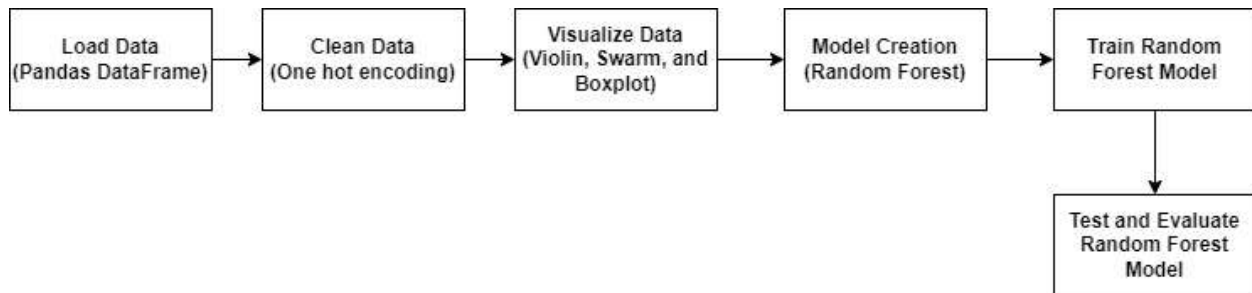 Load Data
(Pandas DataFrame)
Clean Data
(One hot encoding)
Visualize Data
(Violin, Swarm, and
Boxplot)
Model Creation
(Random Forest)
Train Random
Forest Model
Test and Evaluate
Random Forest
Model